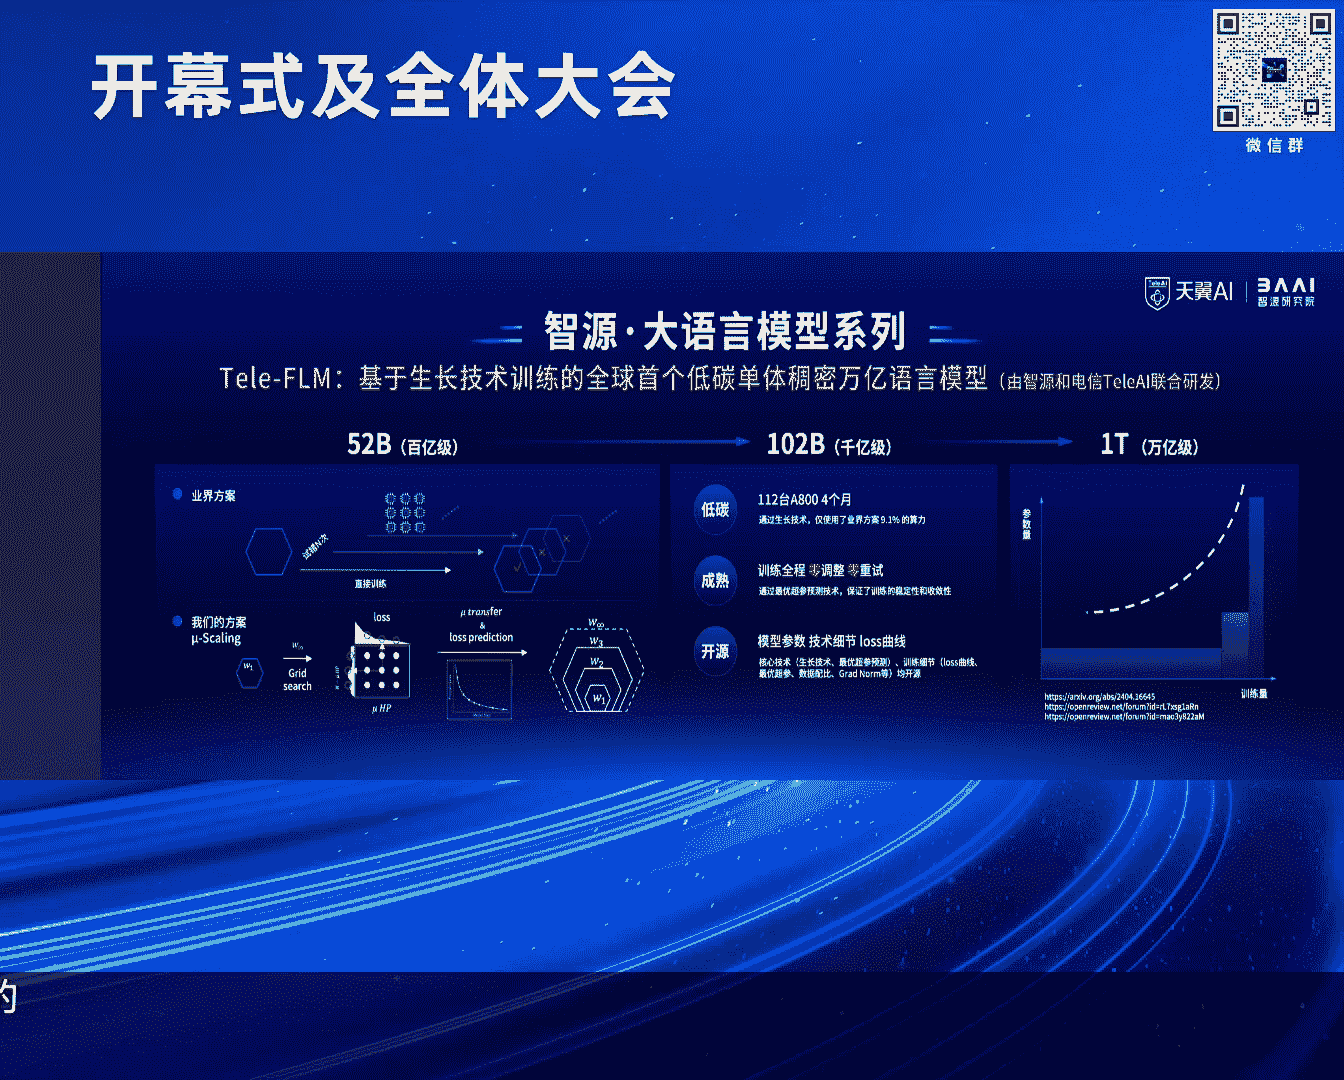 开幕式及全体大会
微信群
TeleAI 天翼AI | BAAI
智源研究院
智源·大语言模型系列
Tele-FLM：基于生长技术训练的全球首个低碳单体稠密万亿语言模型（由智源和电信TeleAI联合研发）
52B（百亿级）
102B（千亿级）
1T（万亿级）
业界方案
试错N次
直接训练
我们的方案
μ-Scaling
w₁
w∞
Grid
search
loss
μ HP
μ transfer
&
loss prediction
w∞
w₃
w₂
w₁
低碳
112台A800 4个月
通过生长技术，仅使用了业界方案 9.1% 的算力
成熟
训练全程 零调整 零重试
通过最优超参预测技术，保证了训练的稳定性和收敛性
开源
模型参数 技术细节 loss曲线
核心技术（生长技术、最优超参预测）、训练细节（loss曲线、
最优超参、数据配比、Grad Norm等）均开源
参数量
训练量
https://arxiv.org/abs/2404.16645
https://openreview.net/forum?id=rL7xsg1aRn
https://openreview.net/forum?id=mao3y822aM
的